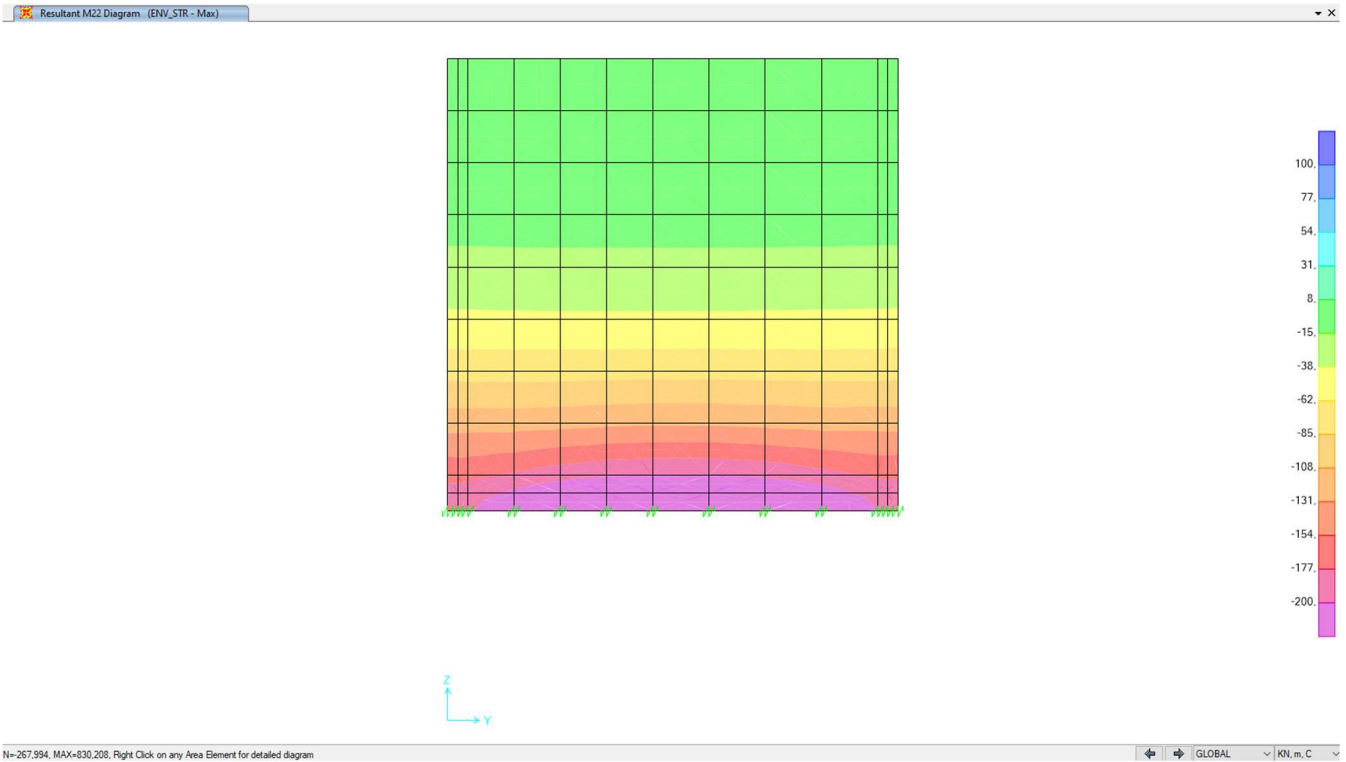 Resultant M22 Diagram (ENV_STR - Max)
100,
77,
54,
31,
8,
-15,
-38,
-62,
-85,
-108,
-131,
-154,
-177,
-200,
Z
Y
N=-267,994, MAX=830,208, Right Click on any Area Element for detailed diagram
GLOBAL
KN, m, C